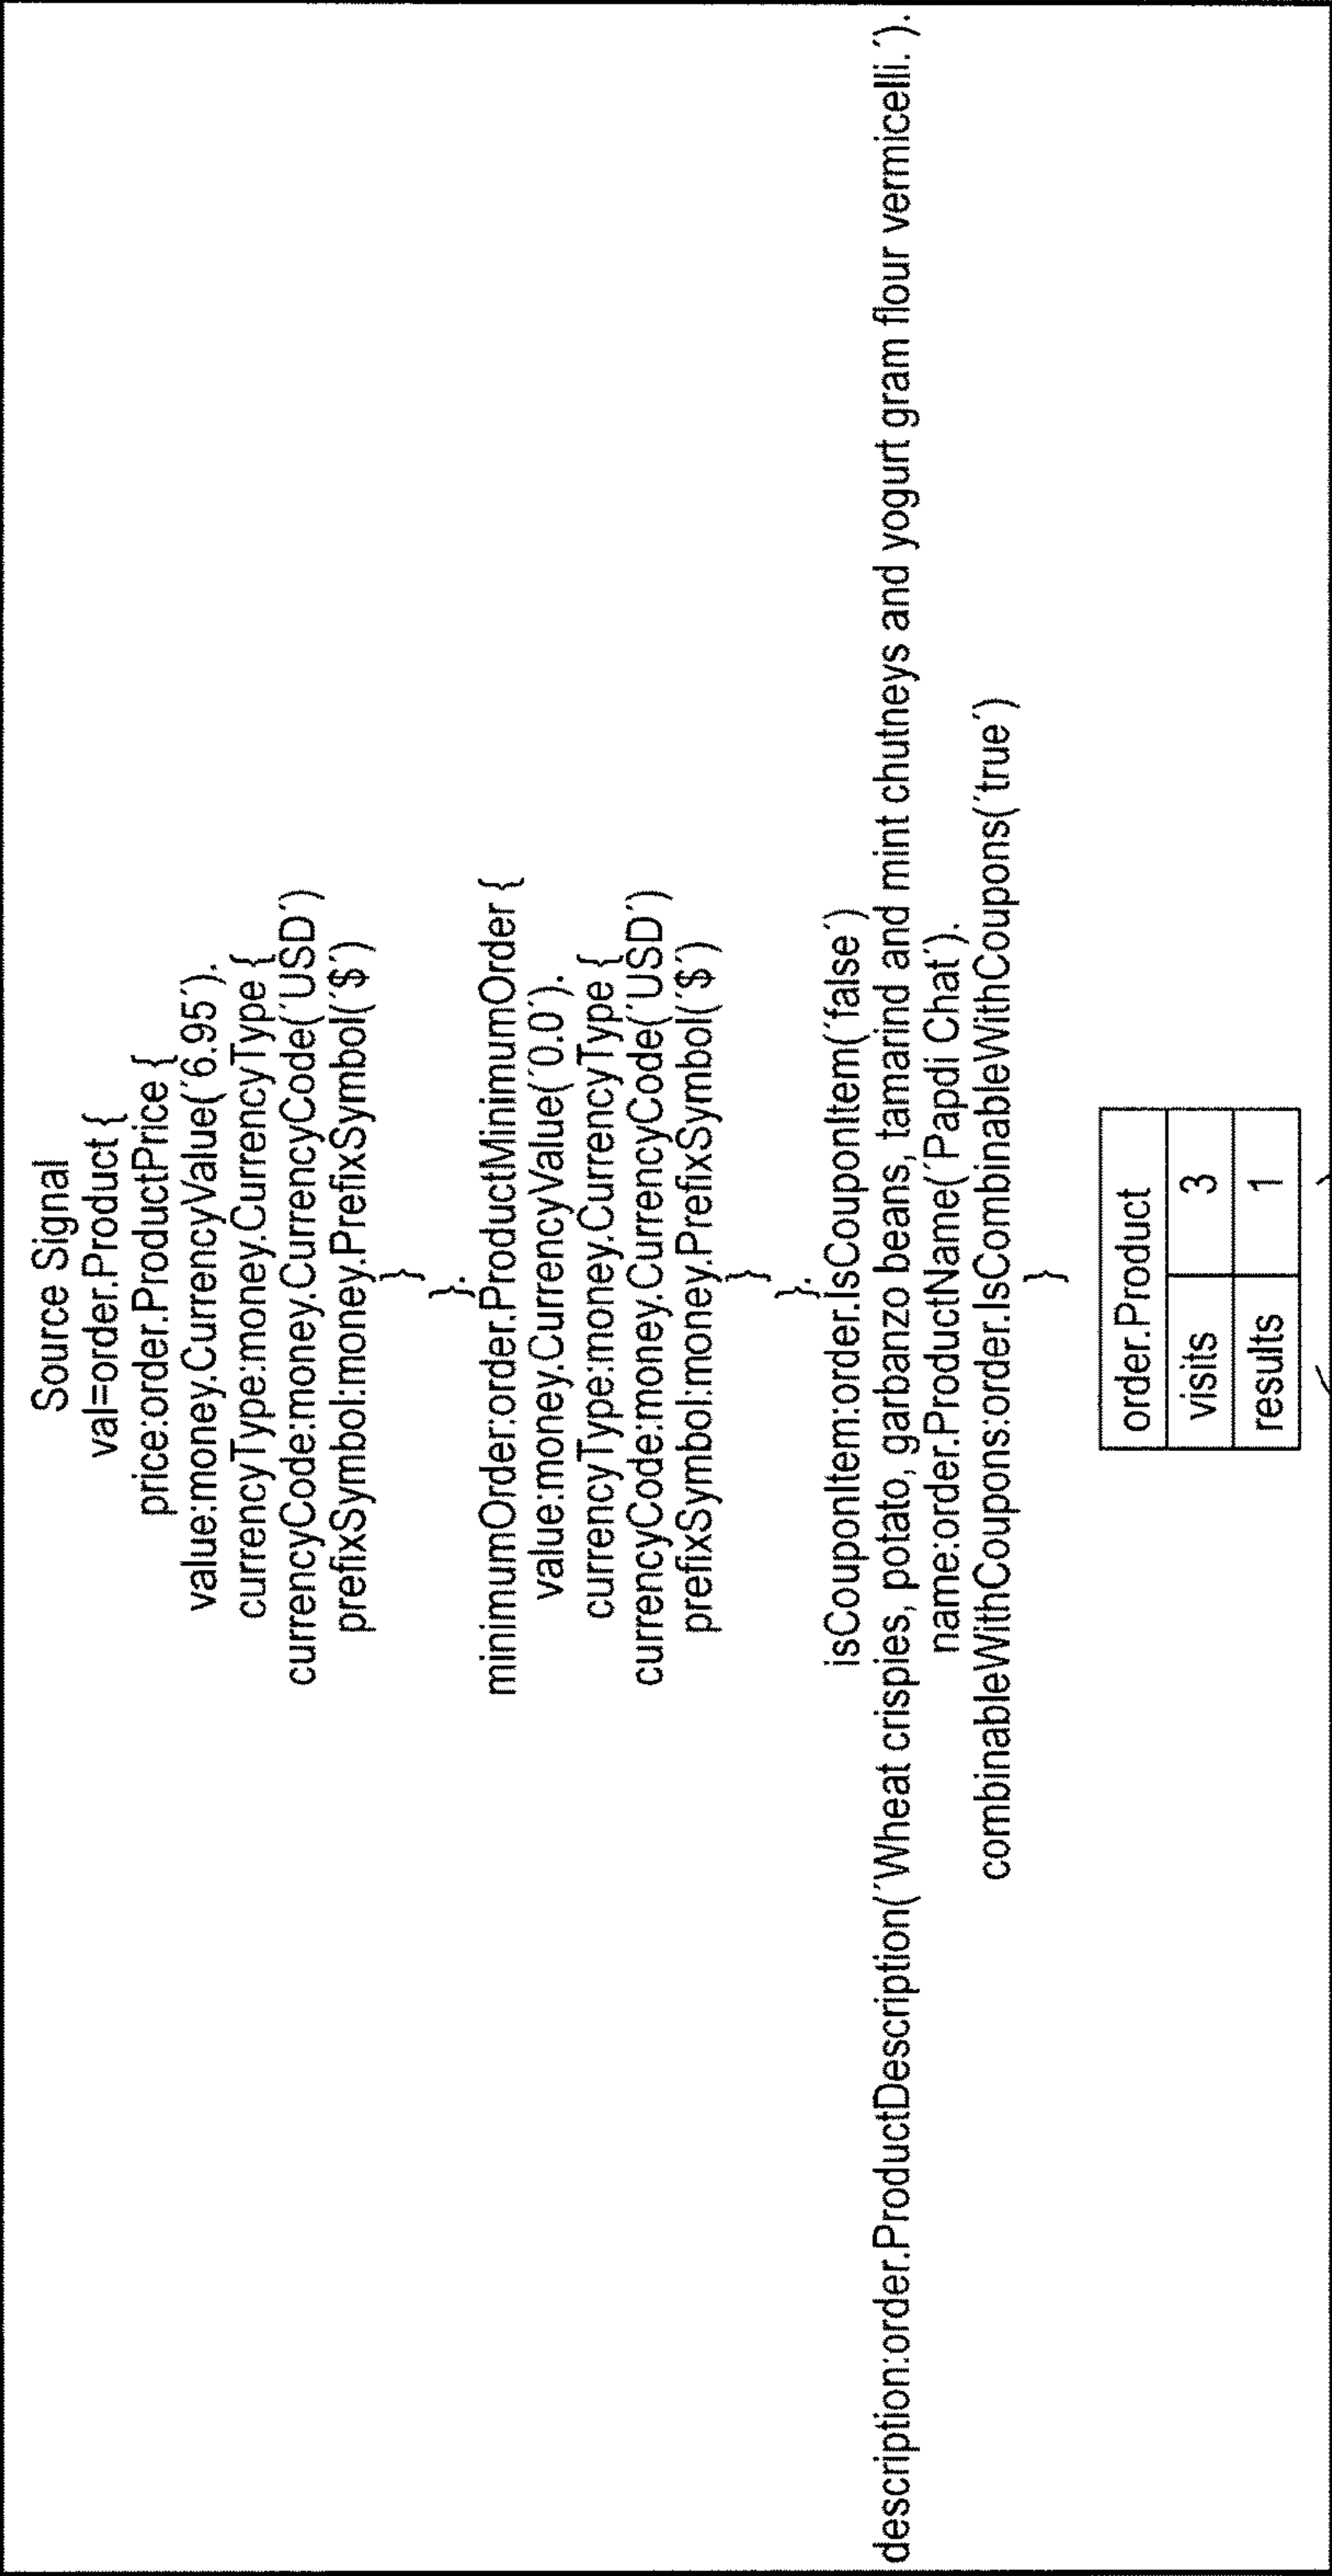 Source Signal
val=order.Product {
price:order.ProductPrice {
value:money.CurrencyValue(´6.95´).
currencyType:money.CurrencyType {
currencyCode:money.CurrencyCode(´USD´)
prefixSymbol:money.PrefixSymbol(´$´)
}
}.
minimumOrder:order.ProductMinimumOrder {
value:money.CurrencyValue(´0.0´).
currencyType:money.CurrencyType {
currencyCode:money.CurrencyCode(´USD´)
prefixSymbol:money.PrefixSymbol(´$´)
}
}.
isCouponItem:order.IsCouponItem(´false´)
description:order.ProductDescription(´Wheat crispies, potato, garbanzo beans, tamarind and mint chutneys and yogurt gram flour vermicelli.´).
name:order.ProductName(´Papdi Chat´).
combinableWithCoupons:order.IsCombinableWithCoupons(´true´)
}
order.Product
visits 3
results 1